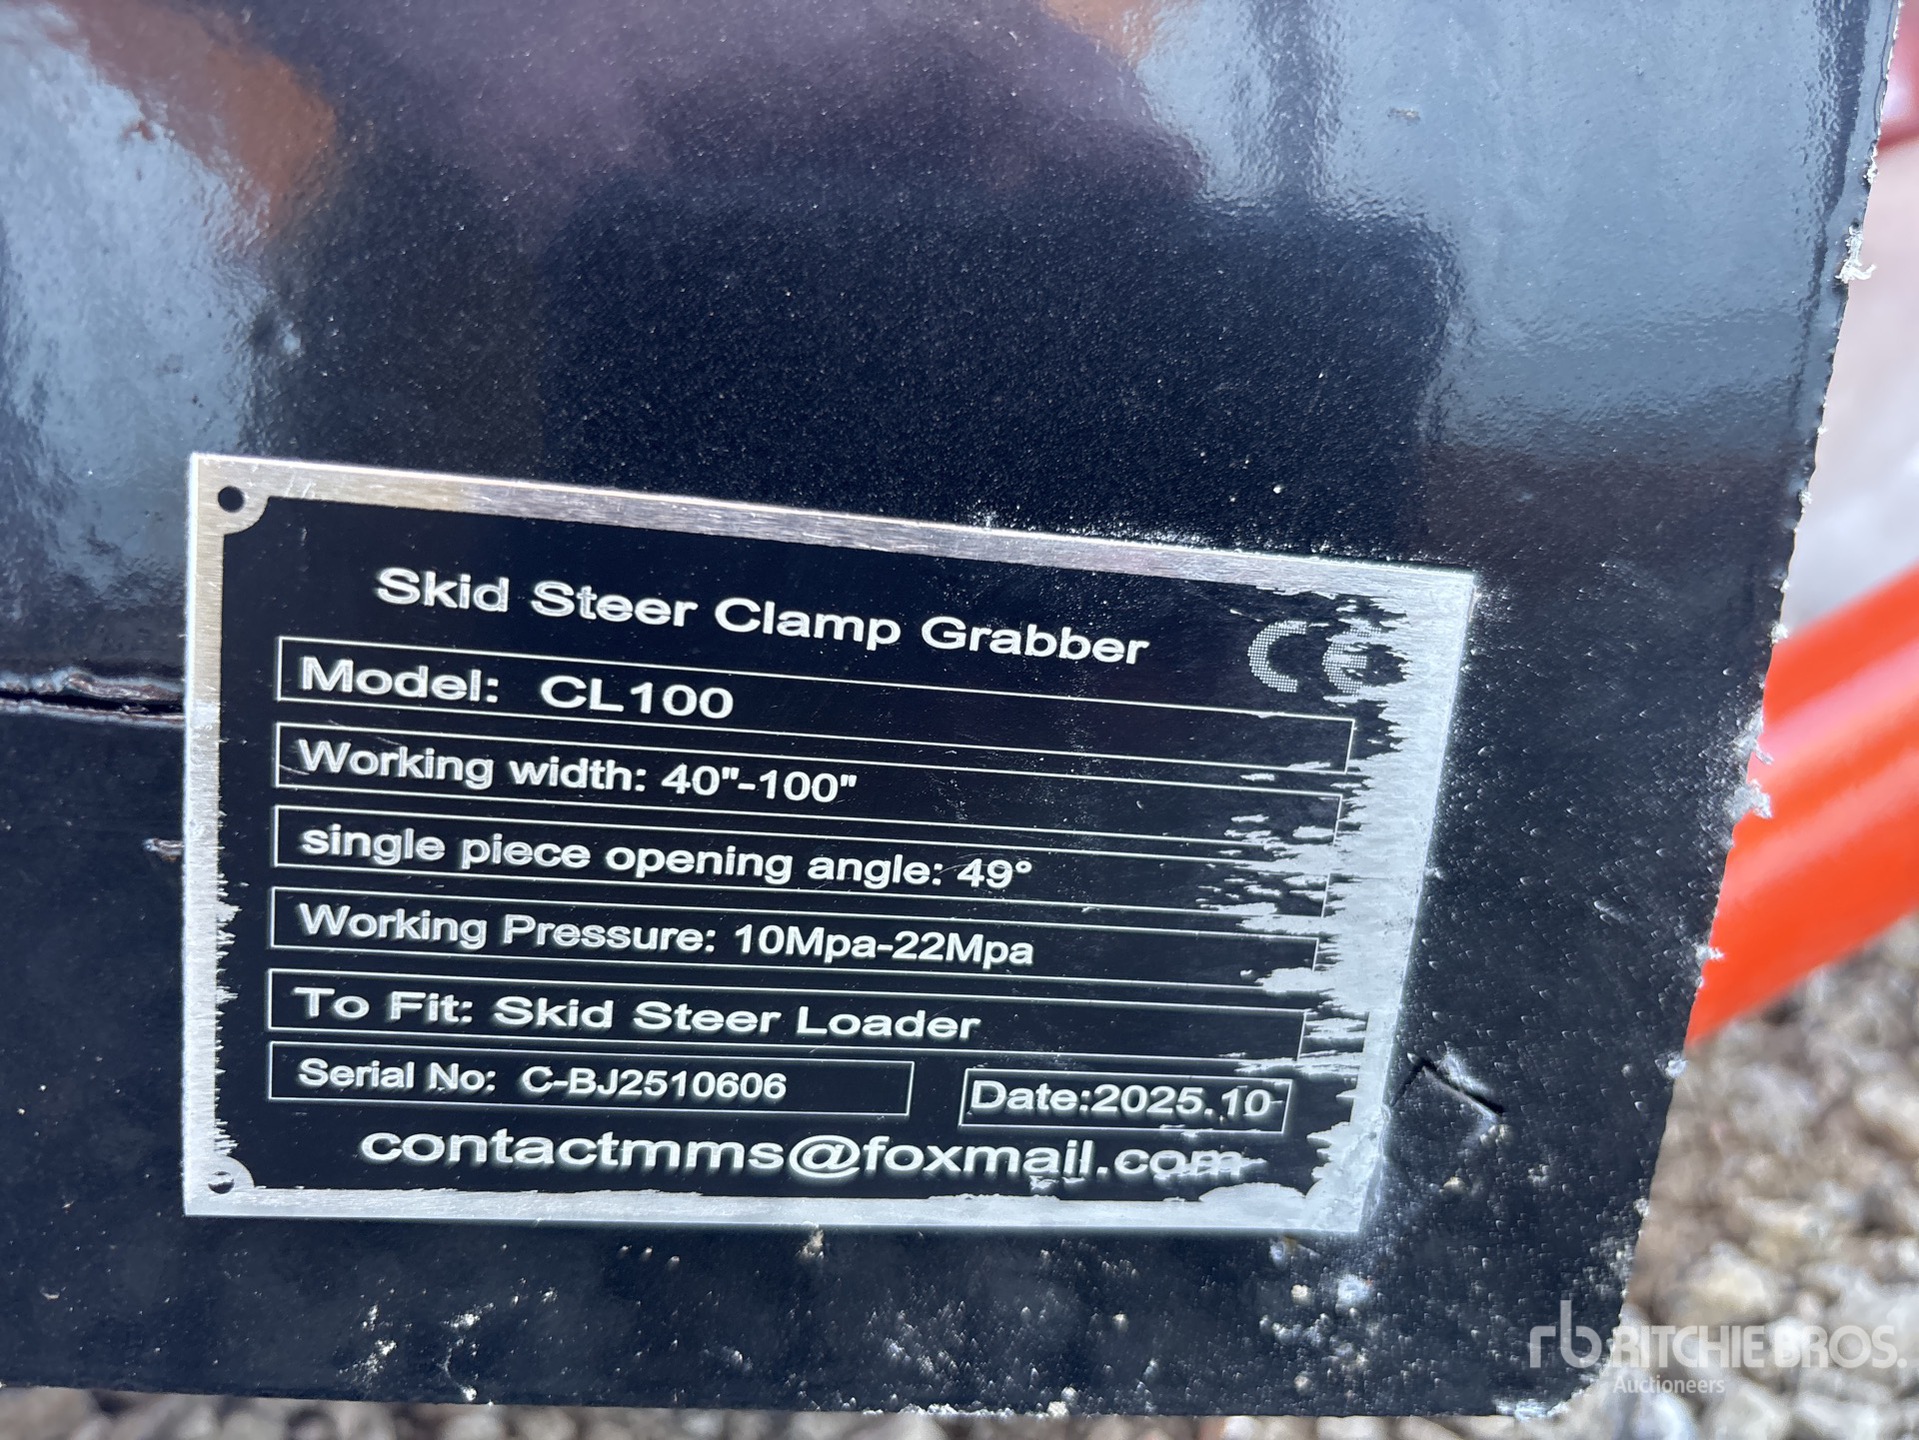 Skid Steer Clamp Grabber
CE
Model: CL100
Working width: 40"-100"
single piece opening angle: 49°
Working Pressure: 10Mpa-22Mpa
To Fit: Skid Steer Loader
Serial No: C-BJ2510606 Date:2025.10
contactmms@foxmail.com
rb RITCHIE BROS.
Auctioneers